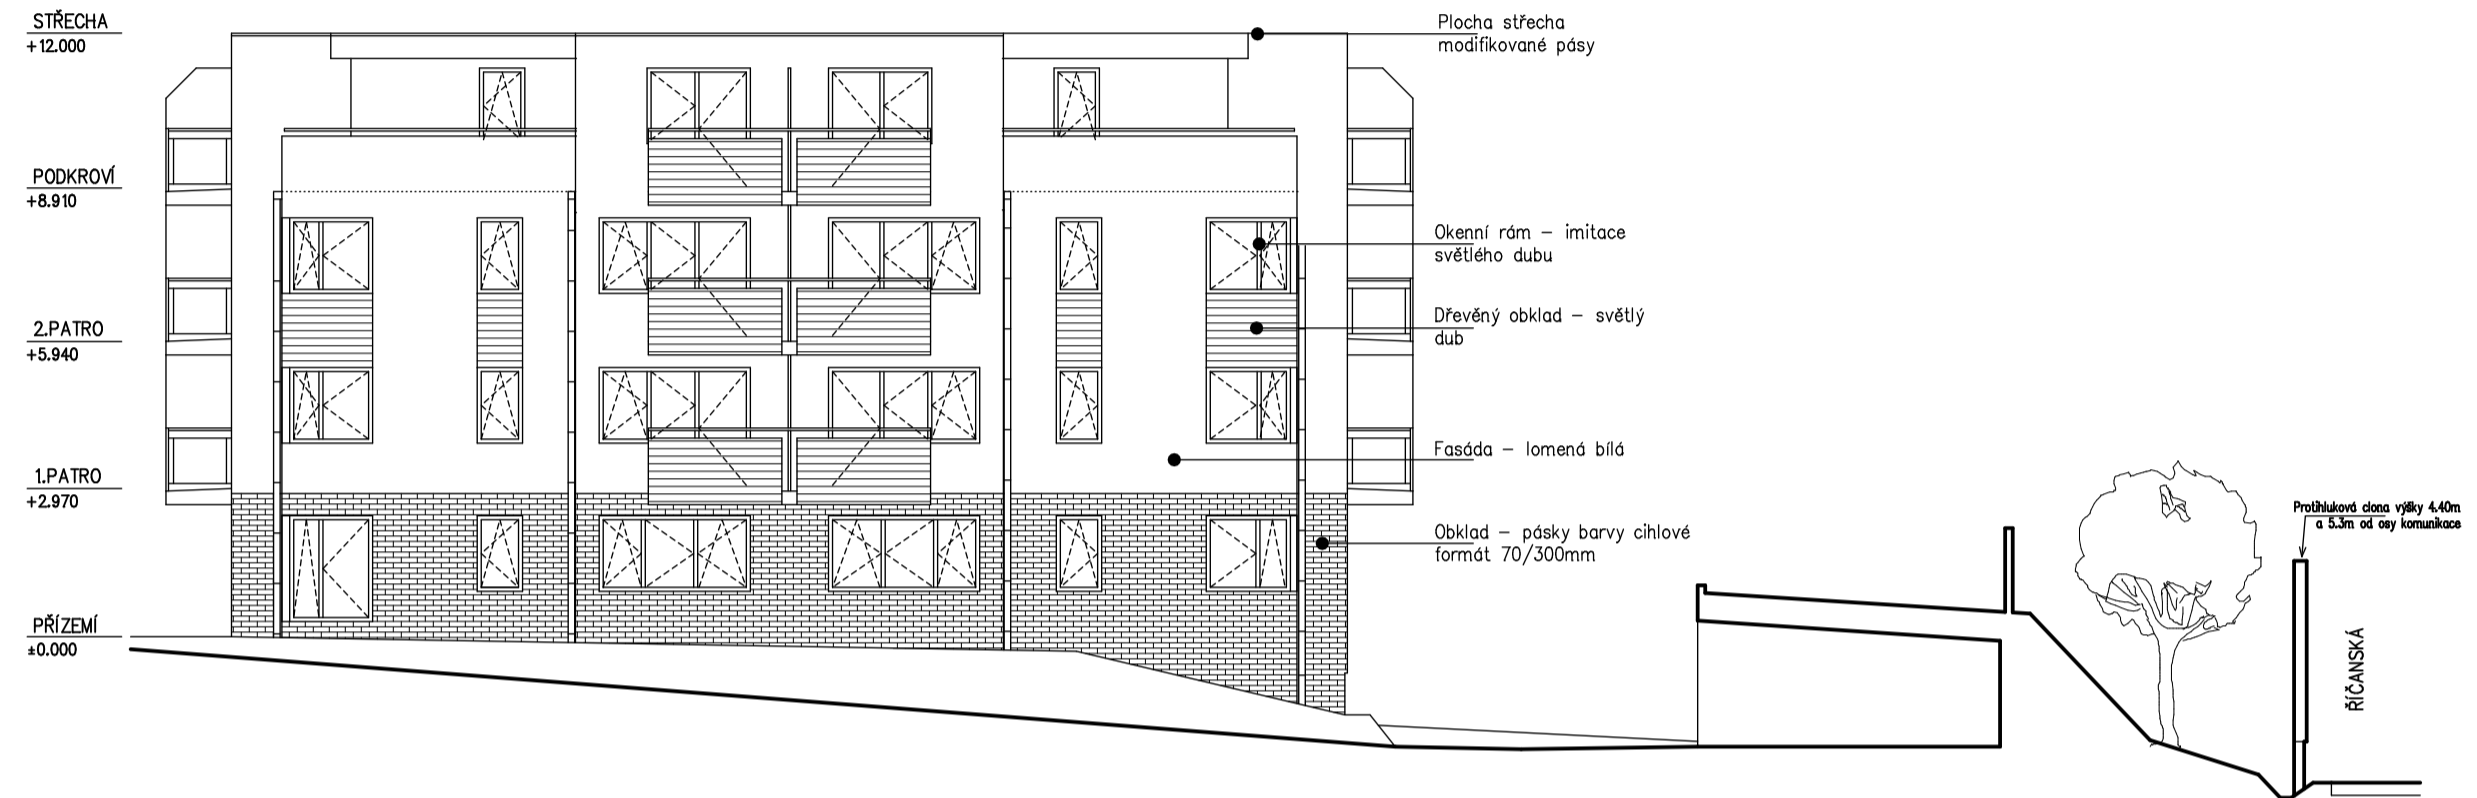 STŘECHA
+12.000
PODKROVÍ
+8.910
2.PATRO
+5.940
1.PATRO
+2.970
PŘÍZEMÍ
±0.000
Plocha střecha
modifikované pásy
Okenní rám – imitace
světlého dubu
Dřevěný obklad – světlý
dub
Fasáda – lomená bílá
Obklad – pásky barvy cihlové
formát 70/300mm
Protihluková clona výšky 4.40m
a 5.3m od osy komunikace
ŘÍČANSKÁ